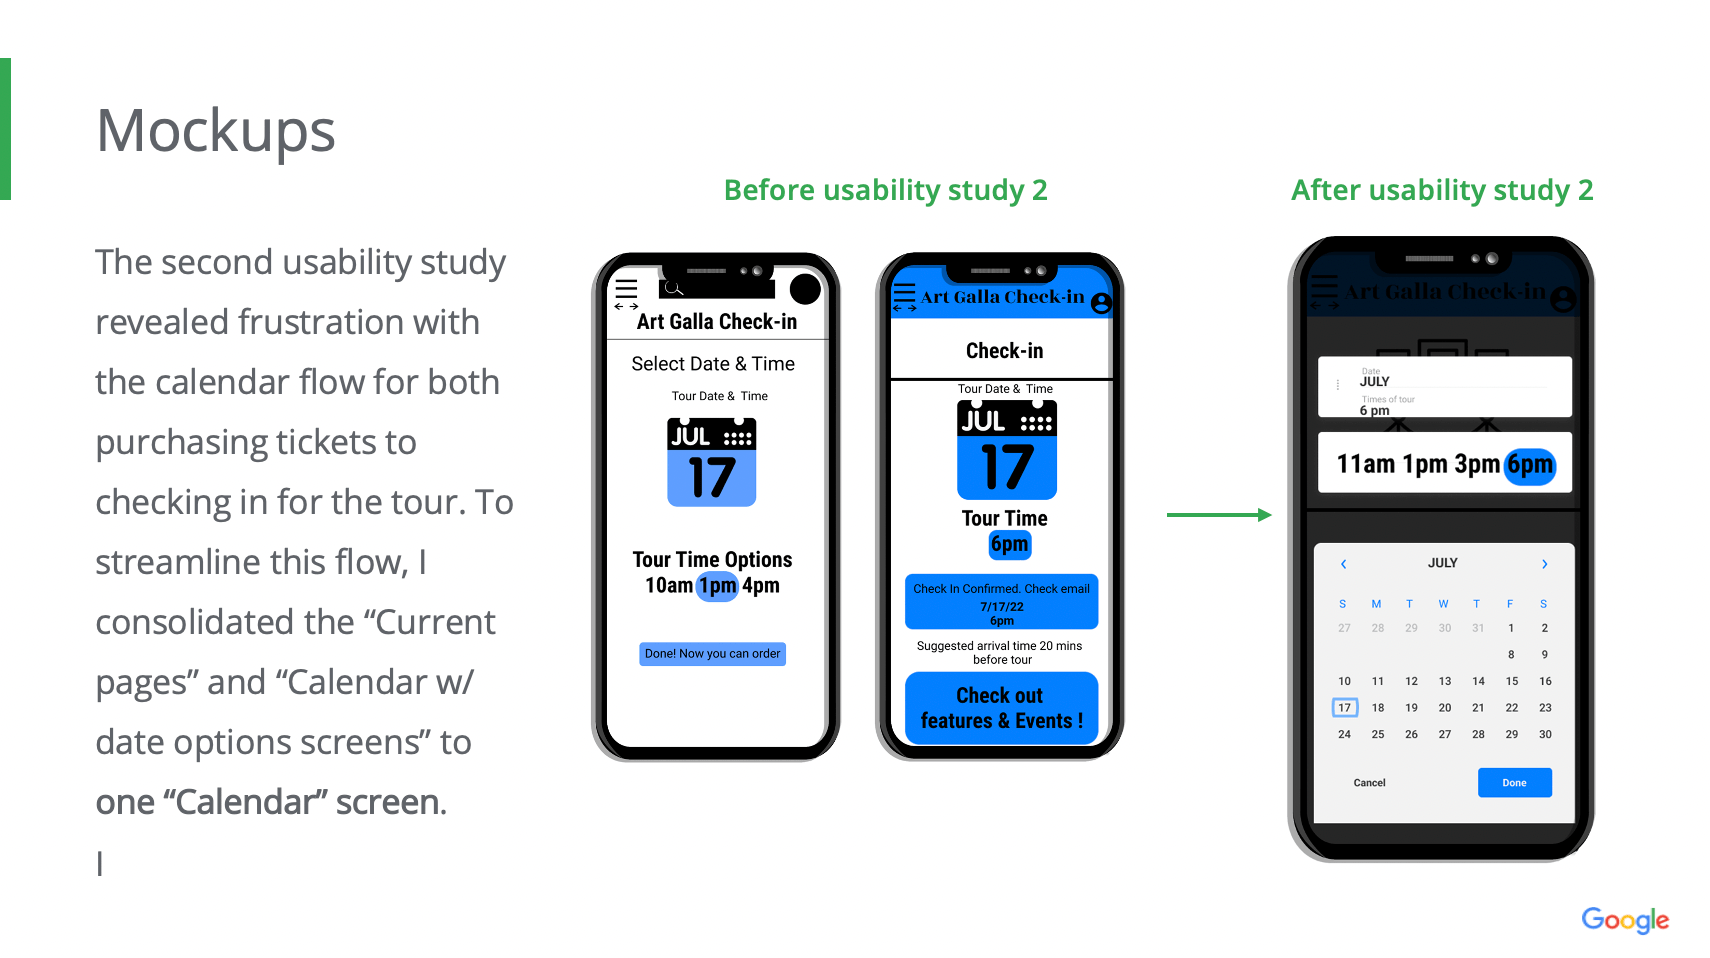 Mockups
Before usability study 2
After usability study 2
The second usability study
revealed frustration with
the calendar flow for both
purchasing tickets to
checking in for the tour. To
streamline this flow, I
consolidated the “Current
pages” and “Calendar w/
date options screens” to
one “Calendar” screen.
I
Art Galla Check-in
Select Date & Time
Tour Date & Time
JUL
17
Tour Time Options
10am 1pm 4pm
Done! Now you can order
Art Galla Check-in
Check-in
Tour Date & Time
JUL
17
Tour Time
6pm
Check In Confirmed. Check email
7/17/22
6pm
Suggested arrival time 20 mins
before tour
Check out
features & Events !
Art Galla Check-in
Date
JULY
Times of tour
6 pm
11am 1pm 3pm 6pm
JULY
S M T W T F S
27 28 29 30 31 1 2
8 9
10 11 12 13 14 15 16
17 18 19 20 21 22 23
24 25 26 27 28 29 30
Cancel Done
Google